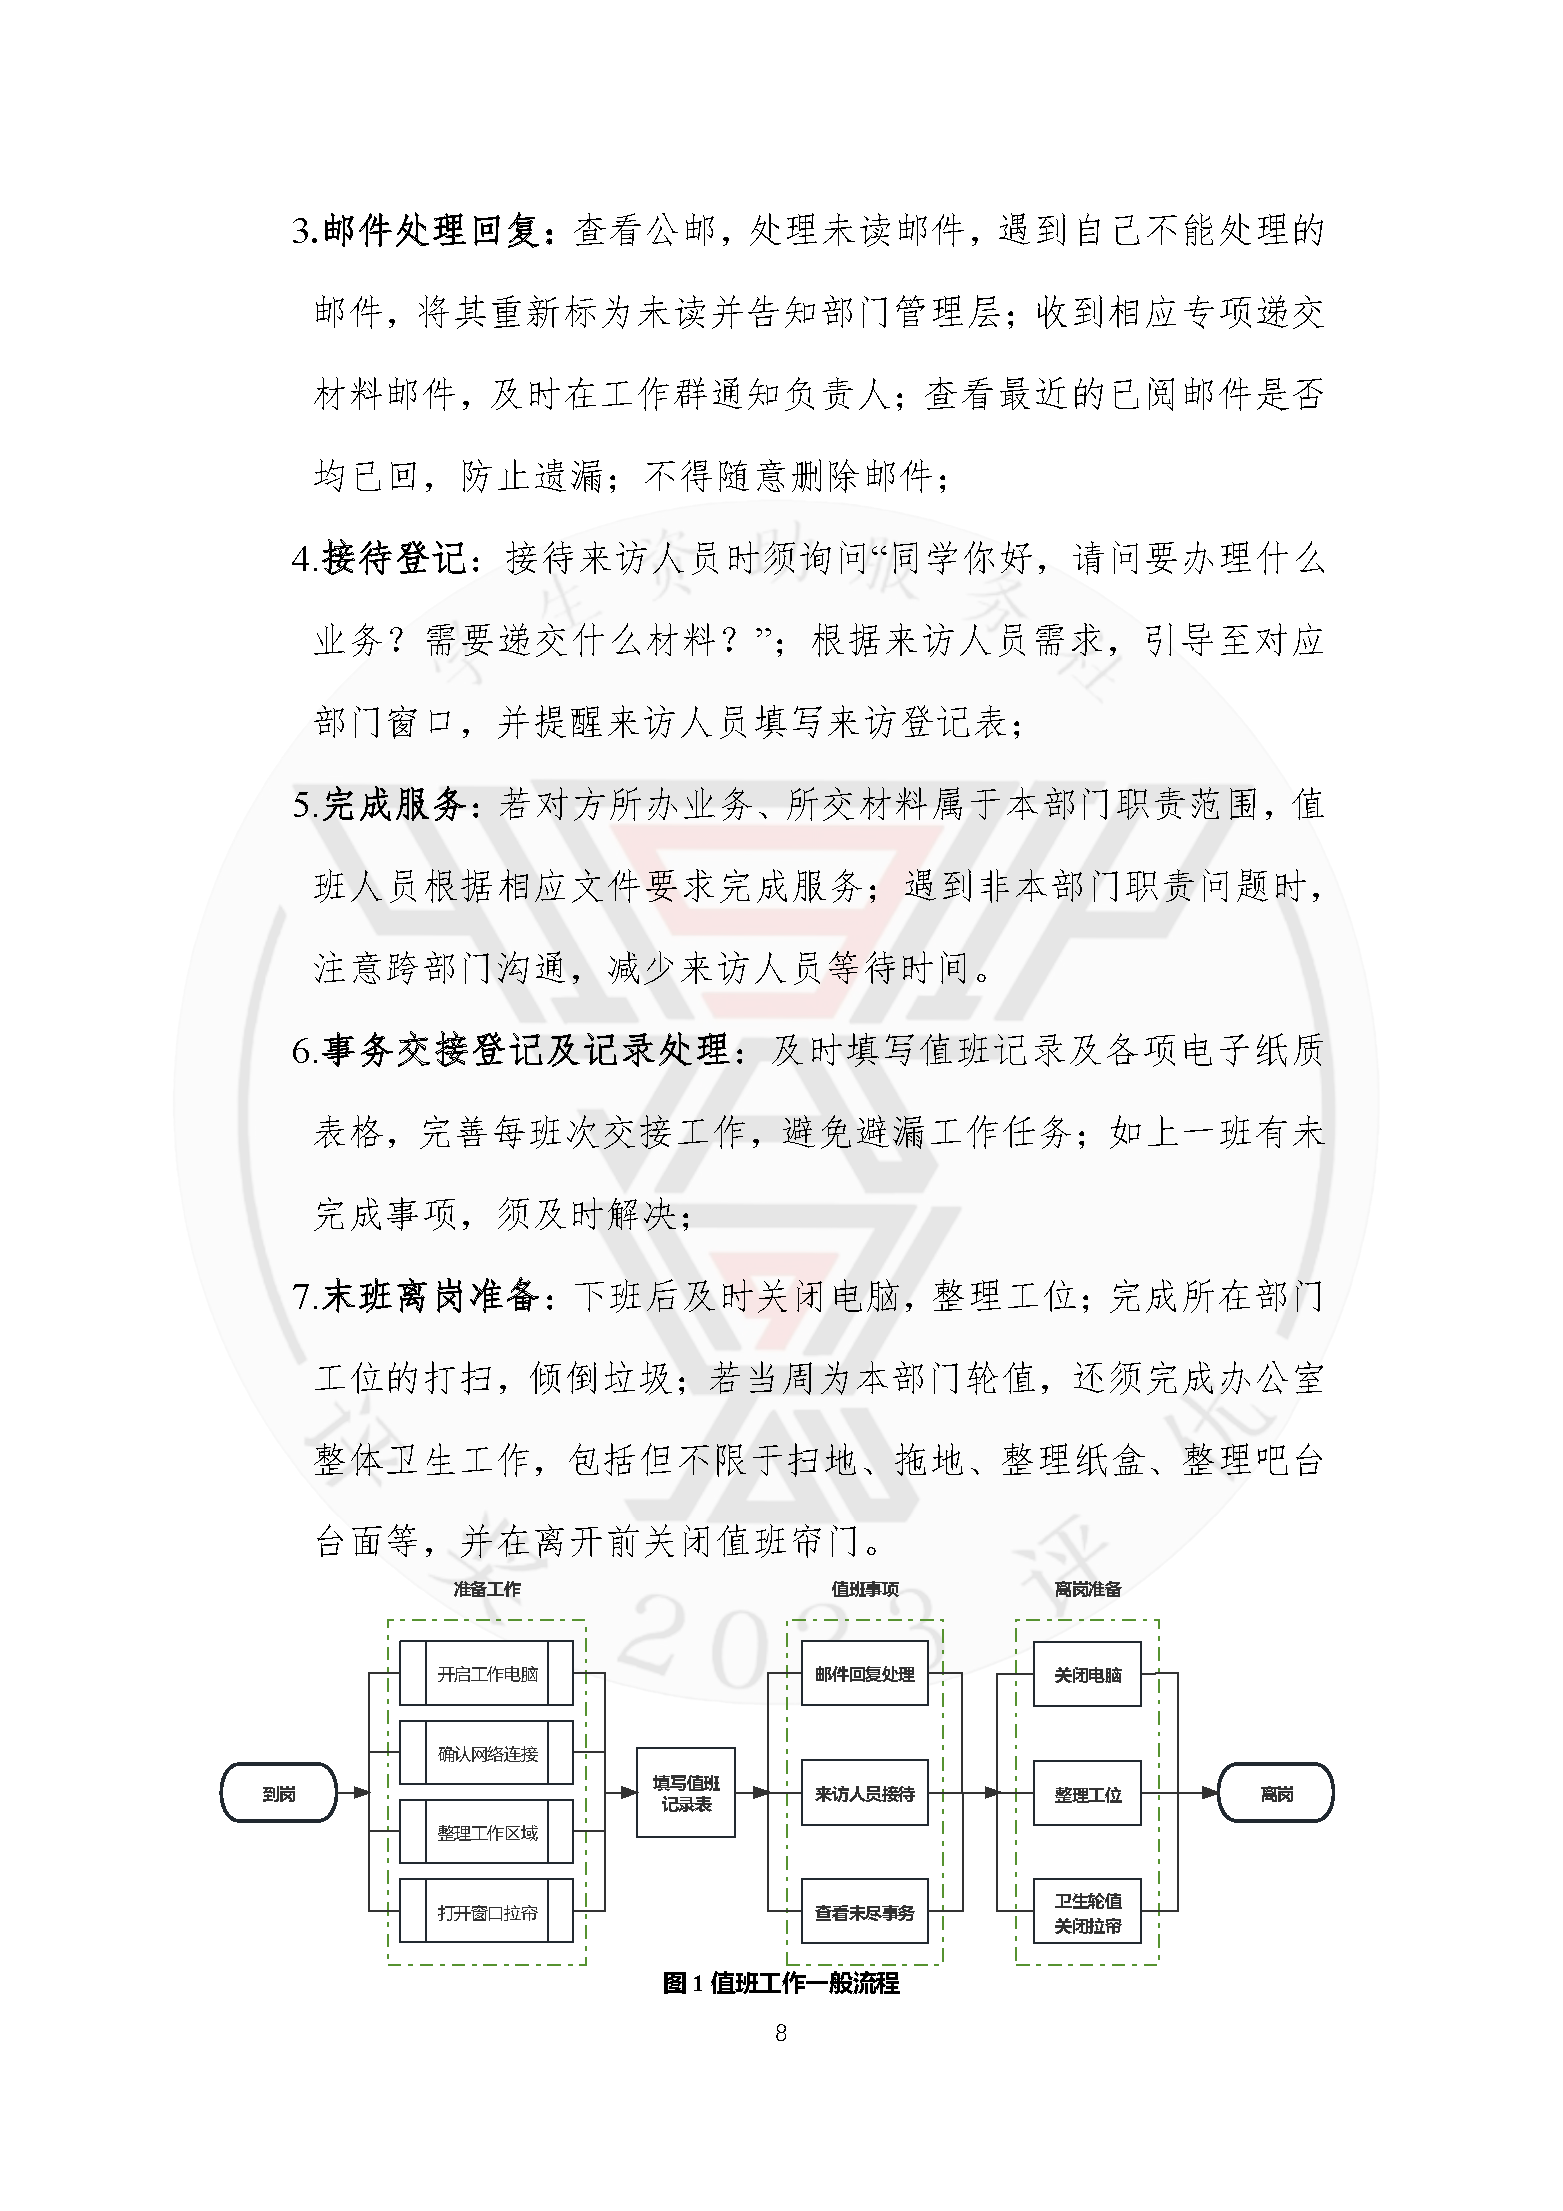 3.邮件处理回复：查看公邮，处理未读邮件，遇到自己不能处理的
邮件，将其重新标为未读并告知部门管理层；收到相应专项递交
材料邮件，及时在工作群通知负责人；查看最近的已阅邮件是否
均已回，防止遗漏；不得随意删除邮件；
4.接待登记：接待来访人员时须询问“同学你好，请问要办理什么
业务？需要递交什么材料？”；根据来访人员需求，引导至对应
部门窗口，并提醒来访人员填写来访登记表；
5.完成服务：若对方所办业务、所交材料属于本部门职责范围，值
班人员根据相应文件要求完成服务；遇到非本部门职责问题时，
注意跨部门沟通，减少来访人员等待时间。
6.事务交接登记及记录处理：及时填写值班记录及各项电子纸质
表格，完善每班次交接工作，避免避漏工作任务；如上一班有未
完成事项，须及时解决；
7.末班离岗准备：下班后及时关闭电脑，整理工位；完成所在部门
工位的打扫，倾倒垃圾；若当周为本部门轮值，还须完成办公室
整体卫生工作，包括但不限于扫地、拖地、整理纸盒、整理吧台
台面等，并在离开前关闭值班帘门。
学生资助服务社
评奖评优
2023
准备工作
值班事项
离岗准备
到岗
开启工作电脑
确认网络连接
整理工作区域
打开窗口拉帘
填写值班
记录表
邮件回复处理
来访人员接待
查看未尽事务
关闭电脑
整理工位
卫生轮值
关闭拉帘
离岗
图 1 值班工作一般流程
8